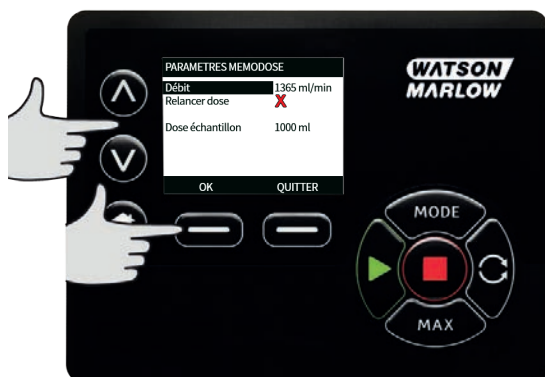 PARAMETRES MEMODOSE
Débit 1365 ml/min
Relancer dose X
Dose échantillon 1000 ml
OK QUITTER
WATSON
MARLOW
MODE
MAX